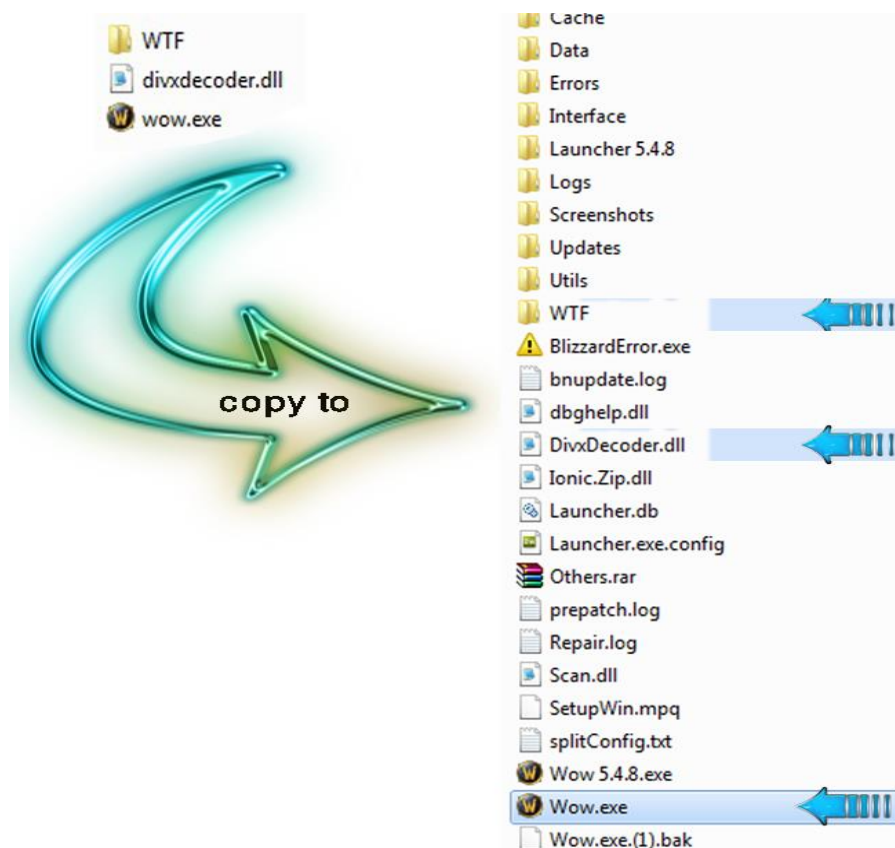 WTF
divxdecoder.dll
wow.exe
copy to
Cache
Data
Errors
Interface
Launcher 5.4.8
Logs
Screenshots
Updates
Utils
WTF
BlizzardError.exe
bnupdate.log
dbghelp.dll
DivxDecoder.dll
Ionic.Zip.dll
Launcher.db
Launcher.exe.config
Others.rar
prepatch.log
Repair.log
Scan.dll
SetupWin.mpq
splitConfig.txt
Wow 5.4.8.exe
Wow.exe
Wow.exe.(1).bak